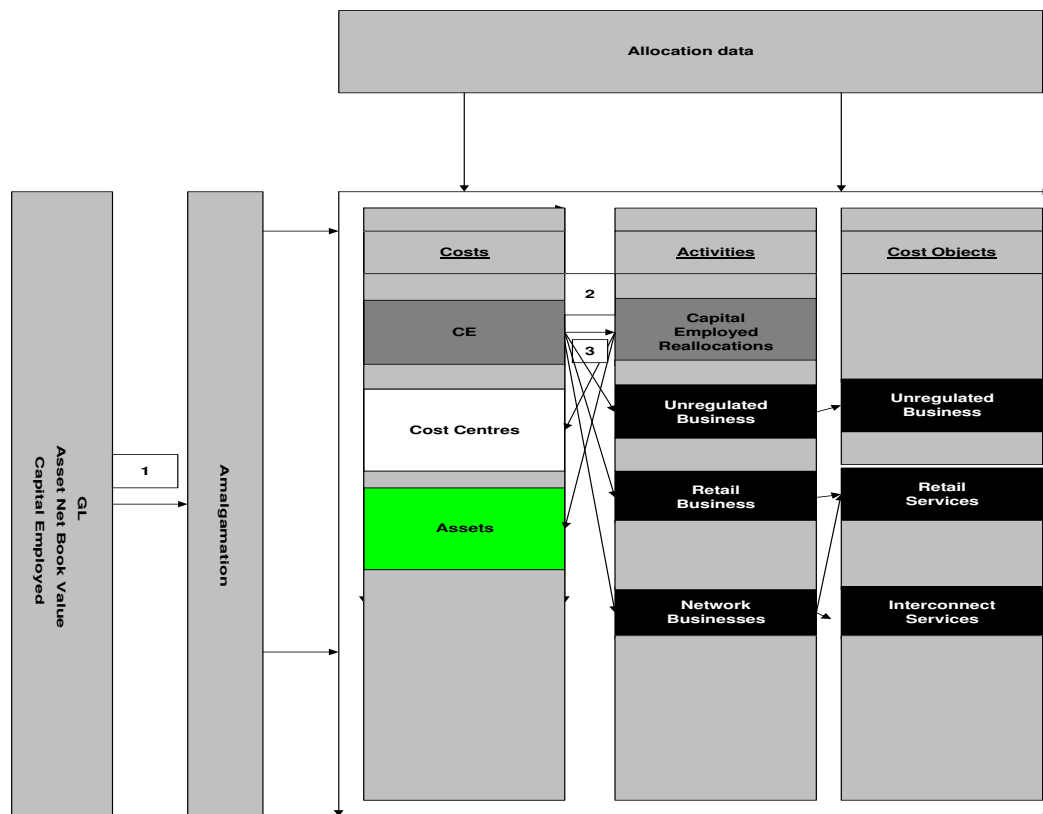 Allocation data
GL
Asset Net Book Value
Capital Employed
1
Amalgamation
Costs
Activities
Cost Objects
2
CE
3
Capital
Employed
Reallocations
Cost Centres
Unregulated
Business
Unregulated
Business
Assets
Retail
Business
Retail
Services
Network
Businesses
Interconnect
Services